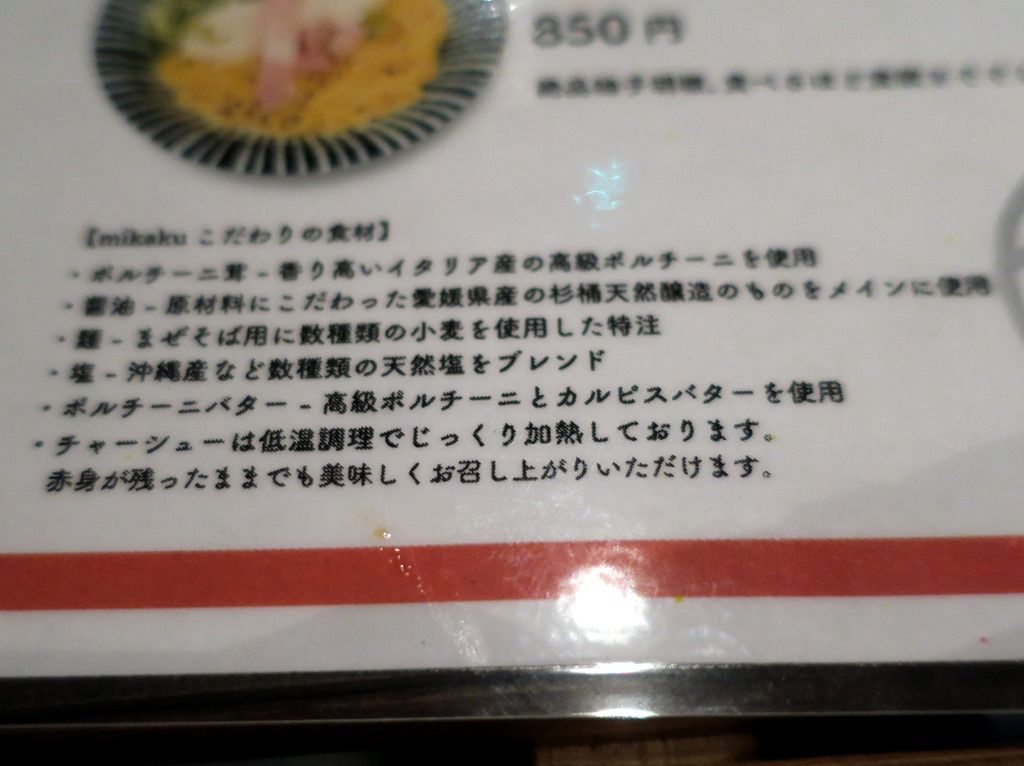 850円
【mikaku こだわりの食材】
・ポルチーニ茸 – 香り高いイタリア産の高級ポルチーニを使用
・醤油 – 原材料にこだわった愛媛県産の杉桶天然醸造のものをメインに使用
・麺 – まぜそば用に数種類の小麦を使用した特注
・塩 – 沖縄産など数種類の天然塩をブレンド
・ポルチーニバター – 高級ポルチーニとカルピスバターを使用
・チャーシューは低温調理でじっくり加熱しております。
赤身が残ったままでも美味しくお召し上がりいただけます。